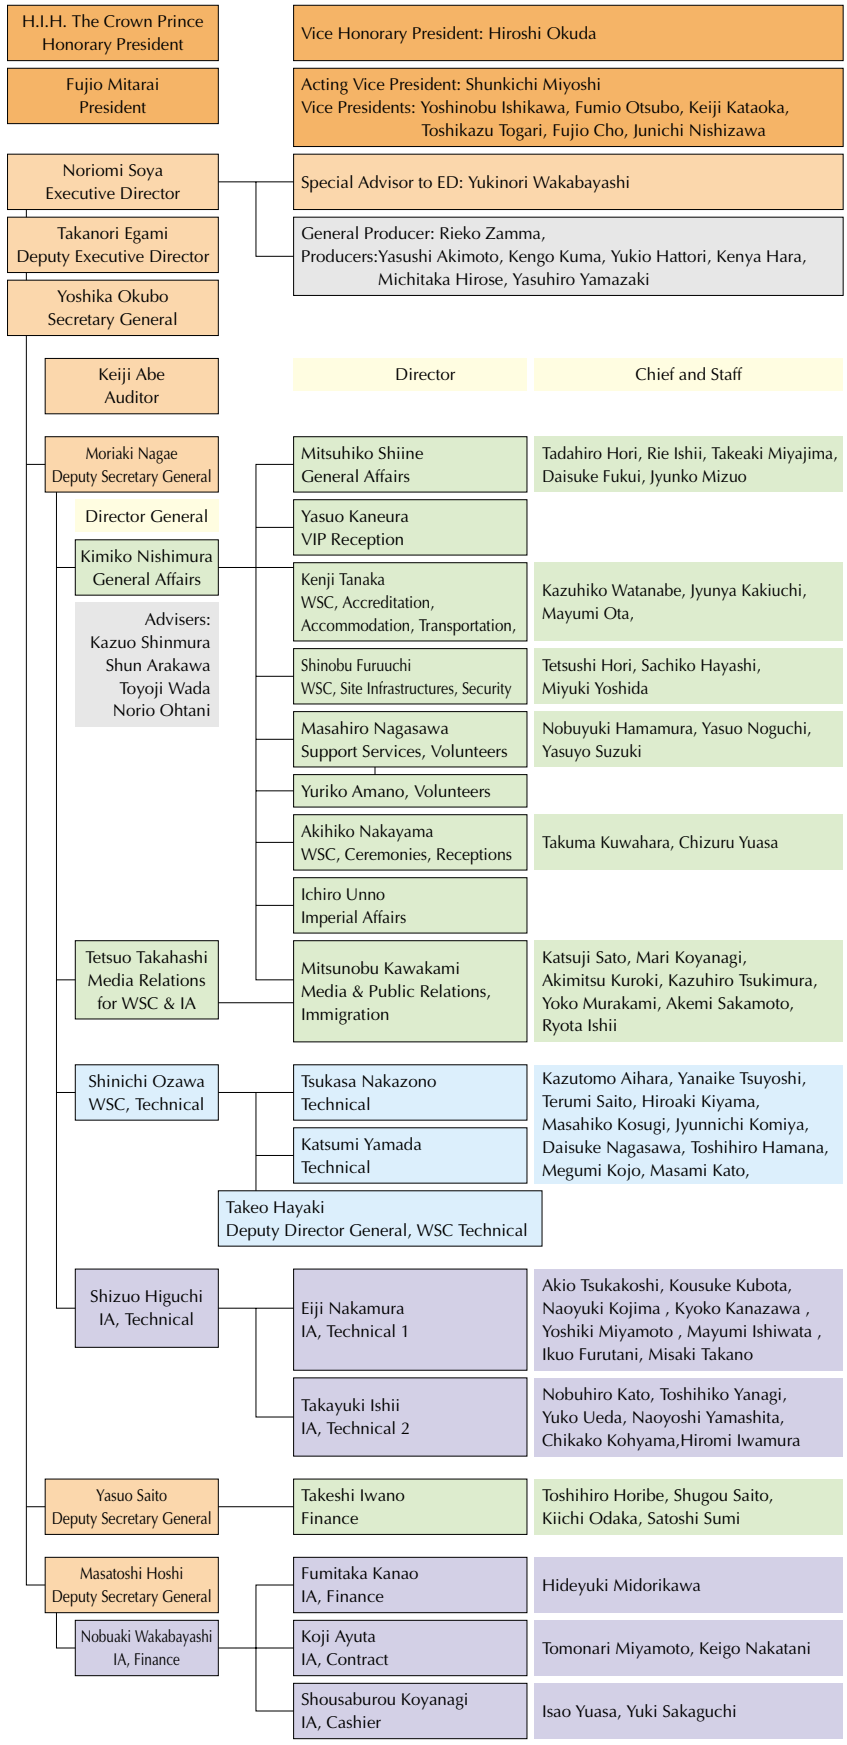 H.I.H. The Crown Prince
Honorary President
Vice Honorary President: Hiroshi Okuda
Fujio Mitarai
President
Acting Vice President: Shunkichi Miyoshi
Vice Presidents: Yoshinobu Ishikawa, Fumio Otsubo, Keiji Kataoka,
Toshikazu Togari, Fujio Cho, Junichi Nishizawa
Noriomi Soya
Executive Director
Special Advisor to ED: Yukinori Wakabayashi
Takanori Egami
Deputy Executive Director
General Producer: Rieko Zamma,
Producers:Yasushi Akimoto, Kengo Kuma, Yukio Hattori, Kenya Hara,
Michitaka Hirose, Yasuhiro Yamazaki
Yoshika Okubo
Secretary General
Keiji Abe
Auditor
Director
Chief and Staff
Moriaki Nagae
Deputy Secretary General
Mitsuhiko Shiine
General Affairs
Tadahiro Hori, Rie Ishii, Takeaki Miyajima,
Daisuke Fukui, Jyunko Mizuo
Director General
Yasuo Kaneura
VIP Reception
Kimiko Nishimura
General Affairs
Kenji Tanaka
WSC, Accreditation,
Accommodation, Transportation,
Kazuhiko Watanabe, Jyunya Kakiuchi,
Mayumi Ota,
Advisers:
Kazuo Shinmura
Shun Arakawa
Toyoji Wada
Norio Ohtani
Shinobu Furuuchi
WSC, Site Infrastructures, Security
Tetsushi Hori, Sachiko Hayashi,
Miyuki Yoshida
Masahiro Nagasawa
Support Services, Volunteers
Nobuyuki Hamamura, Yasuo Noguchi,
Yasuyo Suzuki
Yuriko Amano, Volunteers
Akihiko Nakayama
WSC, Ceremonies, Receptions
Takuma Kuwahara, Chizuru Yuasa
Ichiro Unno
Imperial Affairs
Tetsuo Takahashi
Media Relations
for WSC & IA
Mitsunobu Kawakami
Media & Public Relations,
Immigration
Katsuji Sato, Mari Koyanagi,
Akimitsu Kuroki, Kazuhiro Tsukimura,
Yoko Murakami, Akemi Sakamoto,
Ryota Ishii
Shinichi Ozawa
WSC, Technical
Tsukasa Nakazono
Technical
Katsumi Yamada
Technical
Kazutomo Aihara, Yanaike Tsuyoshi,
Terumi Saito, Hiroaki Kiyama,
Masahiko Kosugi, Jyunnichi Komiya,
Daisuke Nagasawa, Toshihiro Hamana,
Megumi Kojo, Masami Kato,
Takeo Hayaki
Deputy Director General, WSC Technical
Shizuo Higuchi
IA, Technical
Eiji Nakamura
IA, Technical 1
Akio Tsukakoshi, Kousuke Kubota,
Naoyuki Kojima , Kyoko Kanazawa ,
Yoshiki Miyamoto , Mayumi Ishiwata ,
Ikuo Furutani, Misaki Takano
Takayuki Ishii
IA, Technical 2
Nobuhiro Kato, Toshihiko Yanagi,
Yuko Ueda, Naoyoshi Yamashita,
Chikako Kohyama,Hiromi Iwamura
Yasuo Saito
Deputy Secretary General
Takeshi Iwano
Finance
Toshihiro Horibe, Shugou Saito,
Kiichi Odaka, Satoshi Sumi
Masatoshi Hoshi
Deputy Secretary General
Fumitaka Kanao
IA, Finance
Hideyuki Midorikawa
Nobuaki Wakabayashi
IA, Finance
Koji Ayuta
IA, Contract
Tomonari Miyamoto, Keigo Nakatani
Shousaburou Koyanagi
IA, Cashier
Isao Yuasa, Yuki Sakaguchi